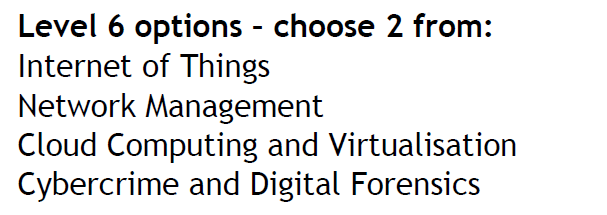 Level 6 options – choose 2 from:
Internet of Things
Network Management
Cloud Computing and Virtualisation
Cybercrime and Digital Forensics